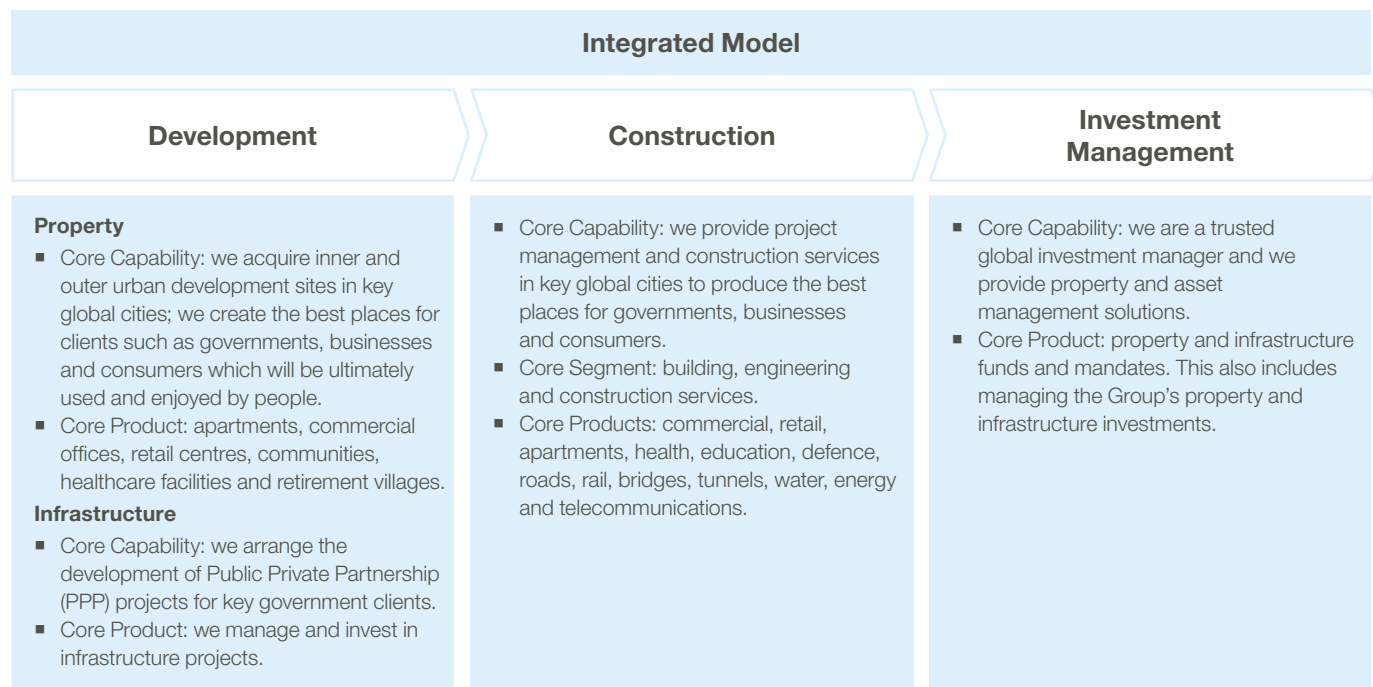 Integrated Model
Development
Construction
Investment
Management
Property
■ Core Capability: we acquire inner and
outer urban development sites in key
global cities; we create the best places for
clients such as governments, businesses
and consumers which will be ultimately
used and enjoyed by people.
■ Core Product: apartments, commercial
offices, retail centres, communities,
healthcare facilities and retirement villages.
Infrastructure
■ Core Capability: we arrange the
development of Public Private Partnership
(PPP) projects for key government clients.
■ Core Product: we manage and invest in
infrastructure projects.
■ Core Capability: we provide project
management and construction services
in key global cities to produce the best
places for governments, businesses
and consumers.
■ Core Segment: building, engineering
and construction services.
■ Core Products: commercial, retail,
apartments, health, education, defence,
roads, rail, bridges, tunnels, water, energy
and telecommunications.
■ Core Capability: we are a trusted
global investment manager and we
provide property and asset
management solutions.
■ Core Product: property and infrastructure
funds and mandates. This also includes
managing the Group's property and
infrastructure investments.